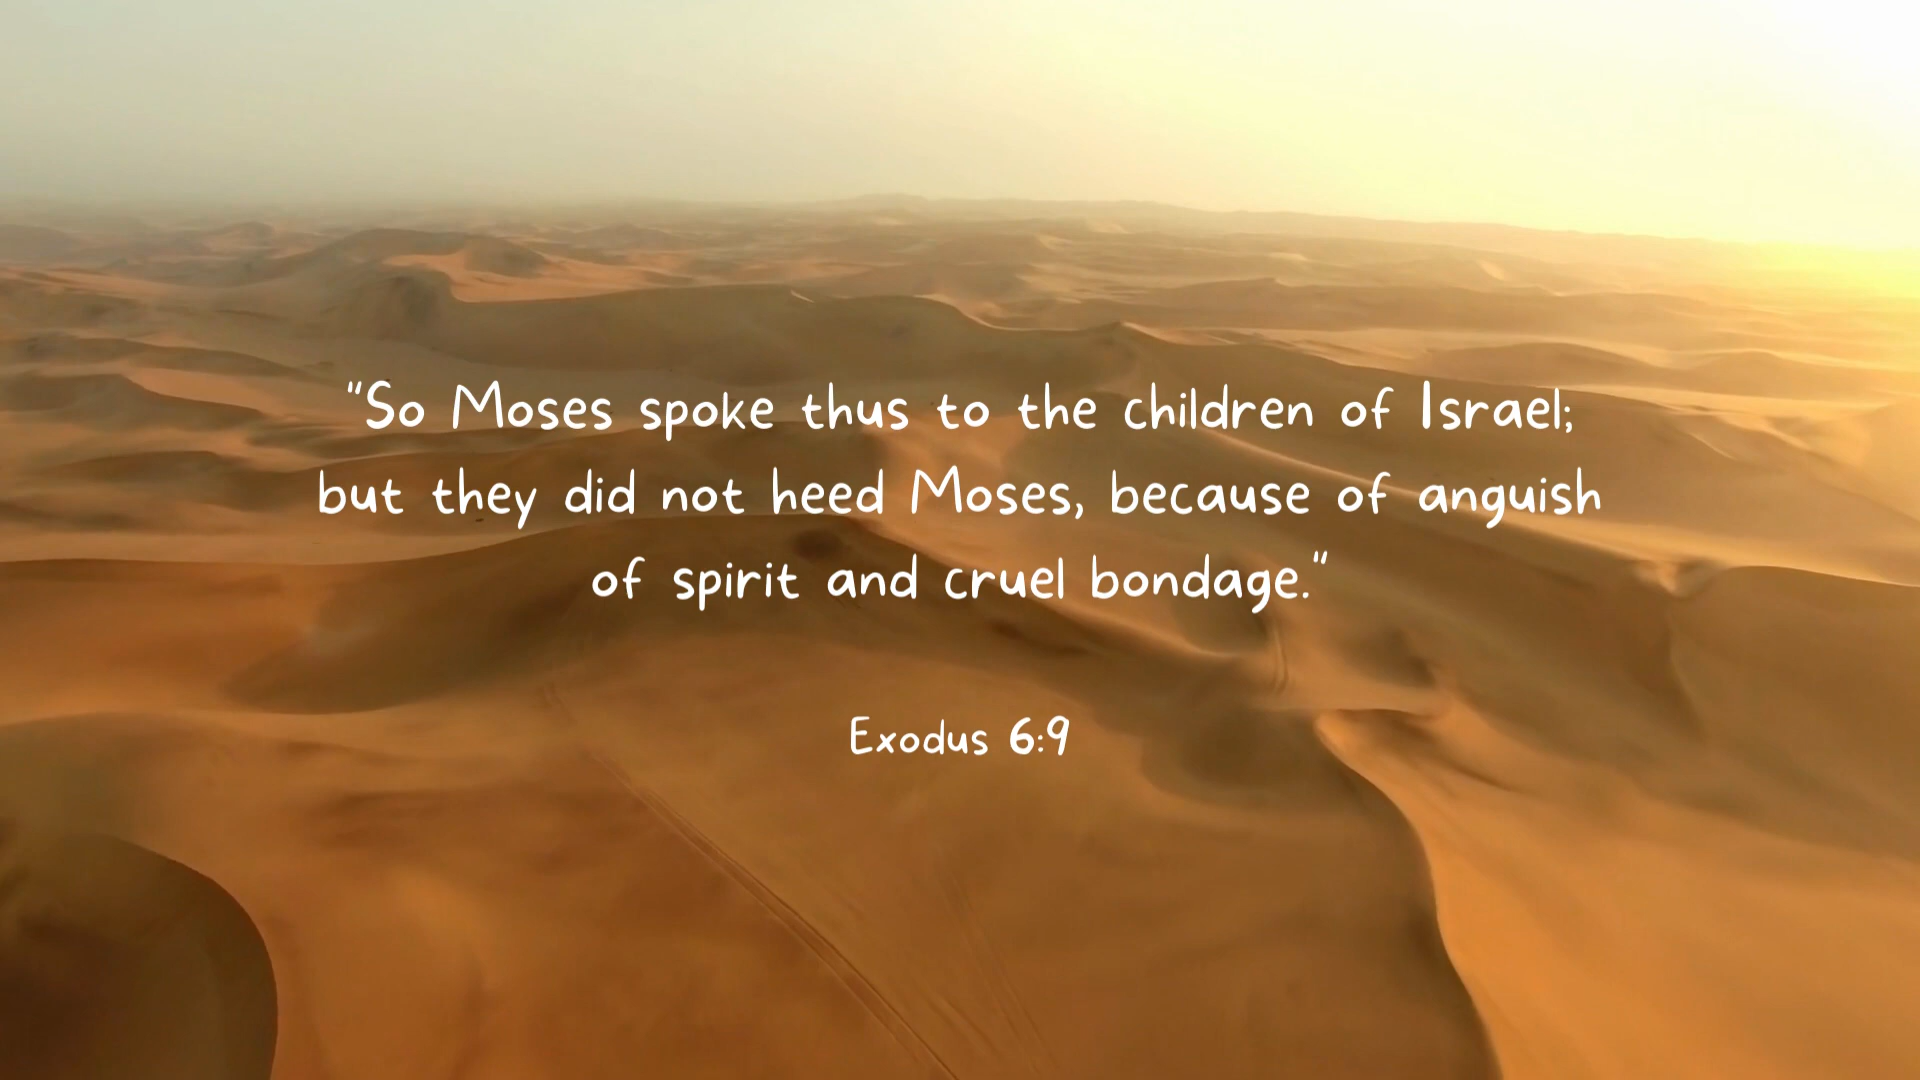 "So Moses spoke thus to the children of Israel;
but they did not heed Moses, because of anguish
of spirit and cruel bondage."
Exodus 6:9